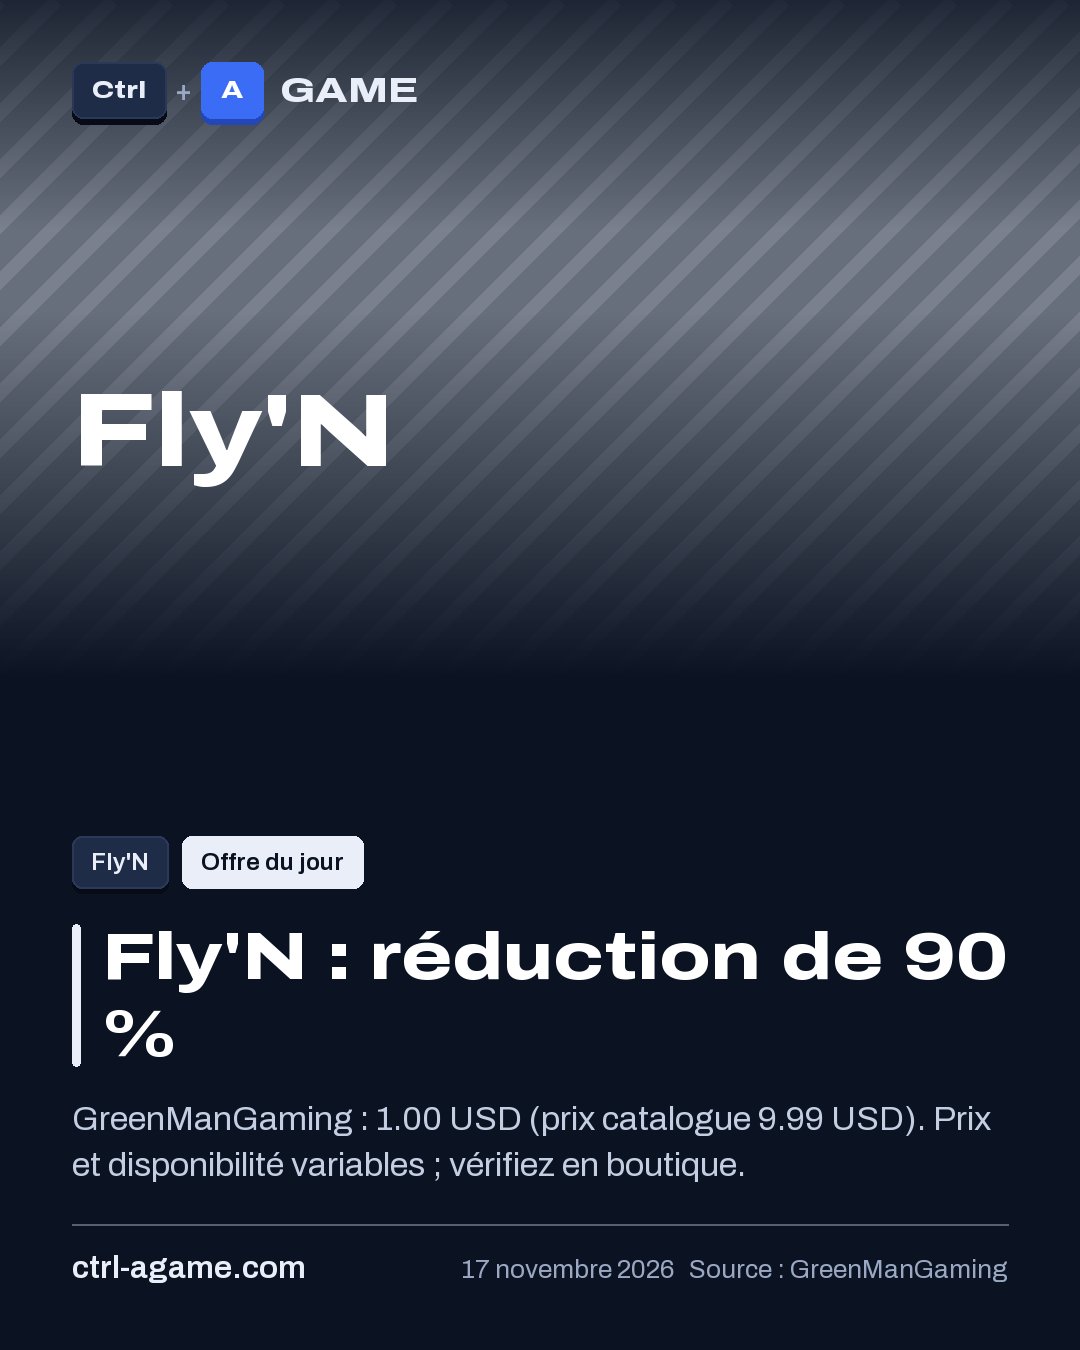 Ctrl + A GAME
Fly'N
Fly'N Offre du jour
Fly'N : réduction de 90
%
GreenManGaming : 1.00 USD (prix catalogue 9.99 USD). Prix
et disponibilité variables ; vérifiez en boutique.
ctrl-agame.com 17 novembre 2026 Source : GreenManGaming